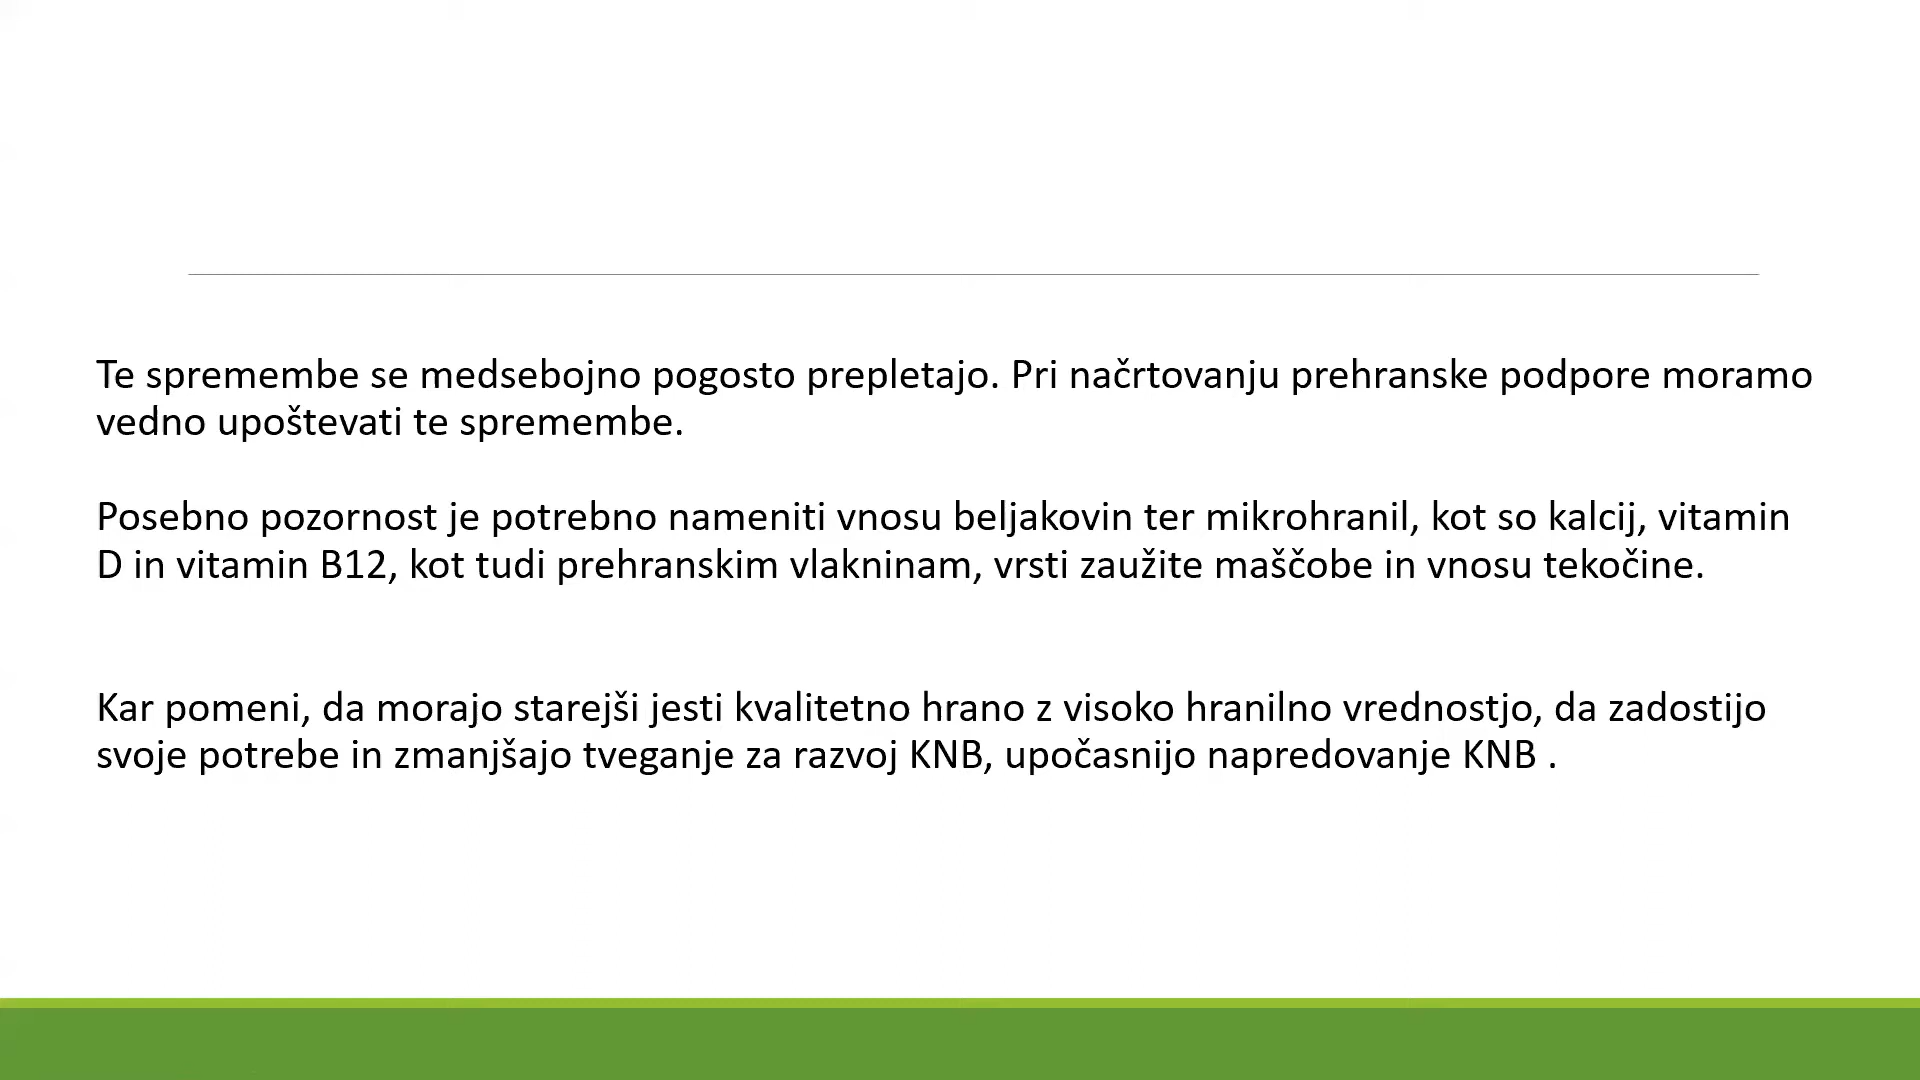 Te spremembe se medsebojno pogosto prepletajo. Pri načrtovanju prehranske podpore moramo
vedno upoštevati te spremembe.
Posebno pozornost je potrebno nameniti vnosu beljakovin ter mikrohranil, kot so kalcij, vitamin
D in vitamin B12, kot tudi prehranskim vlakninam, vrsti zaužite maščobe in vnosu tekočine.
Kar pomeni, da morajo starejši jesti kvalitetno hrano z visoko hranilno vrednostjo, da zadostijo
svoje potrebe in zmanjšajo tveganje za razvoj KNB, upočasnijo napredovanje KNB .